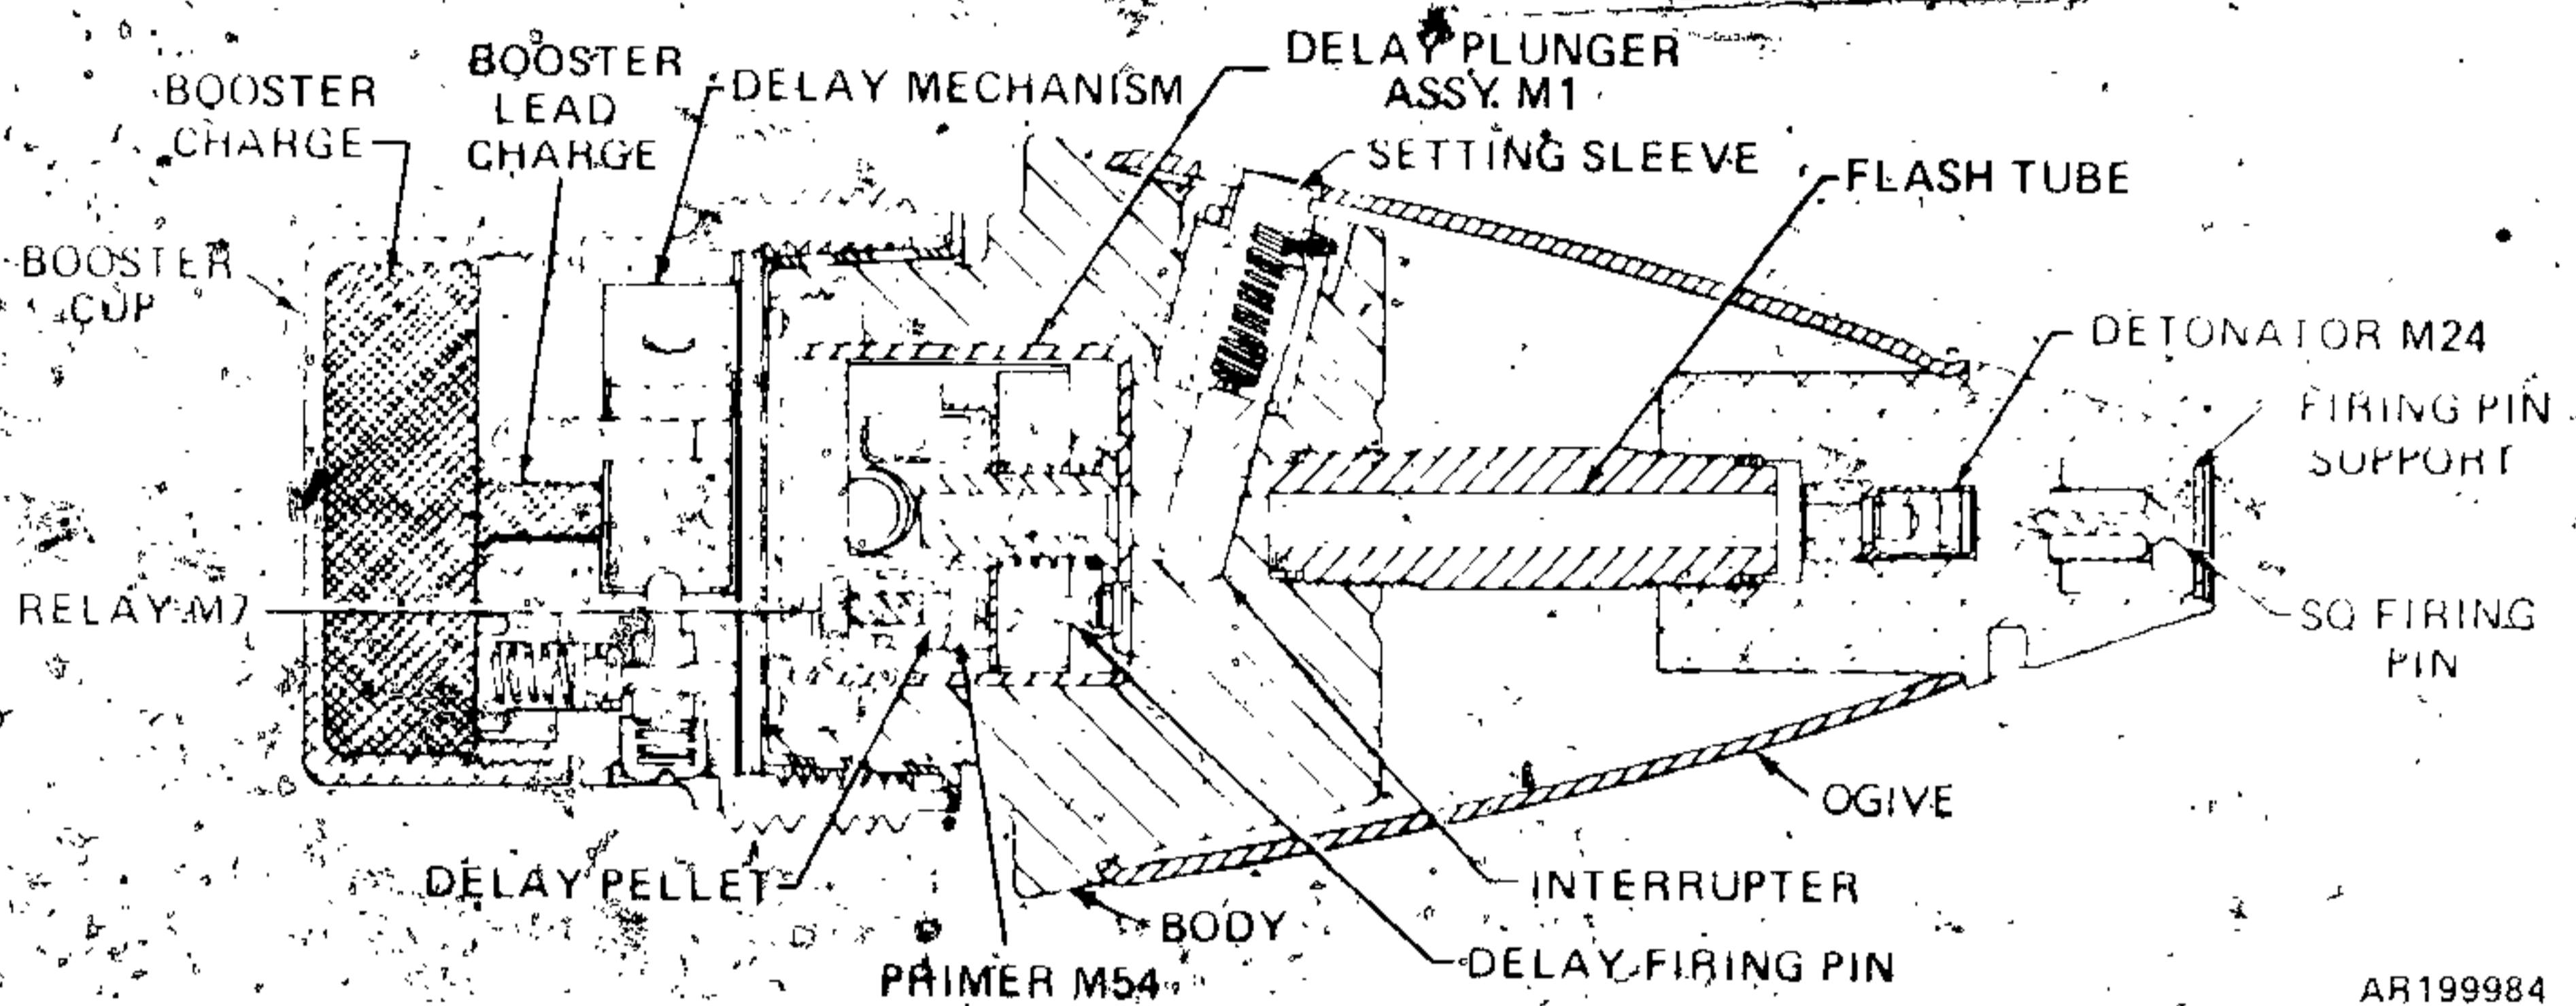 BOOSTER
CHARGE
BOOSTER
LEAD
CHARGE
DELAY MECHANISM
DELAY PLUNGER
ASSY. M1
SETTING SLEEVE
FLASH TUBE
BOOSTER
CUP
DETONATOR M24
FIRING PIN
SUPPORT
RELAY M7
SQ FIRING
PIN
OGIVE
DELAY PELLET
INTERRUPTER
BODY
DELAY FIRING PIN
PRIMER M54
AR199984